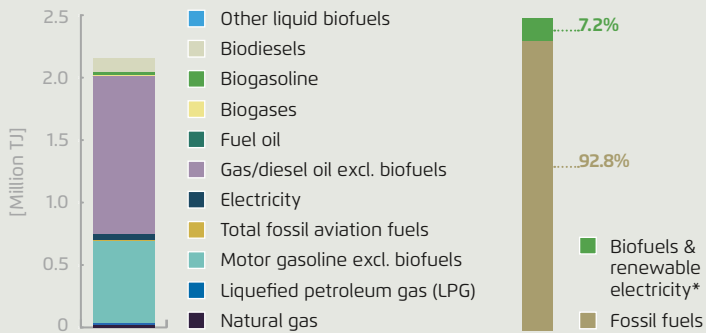 [Million TJ]
2.5
2.0
1.5
1.0
0.5
0
Other liquid biofuels
Biodiesels
Biogasoline
Biogases
Fuel oil
Gas/diesel oil excl. biofuels
Electricity
Total fossil aviation fuels
Motor gasoline excl. biofuels
Liquefied petroleum gas (LPG)
Natural gas
7.2%
92.8%
Biofuels &
renewable
electricity*
Fossil fuels